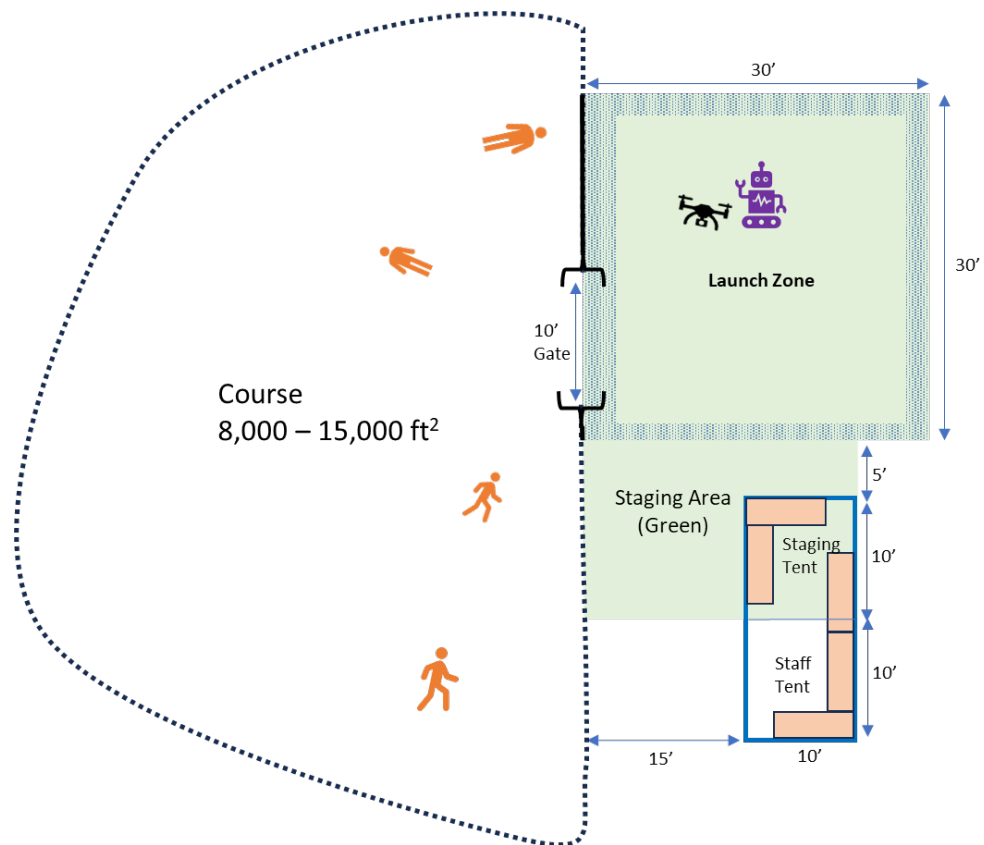 30’
Launch Zone
30’
10’
Gate
Course
8,000 – 15,000 ft²
5’
Staging Area
(Green)
Staging
Tent
10’
Staff
Tent
10’
15’
10’